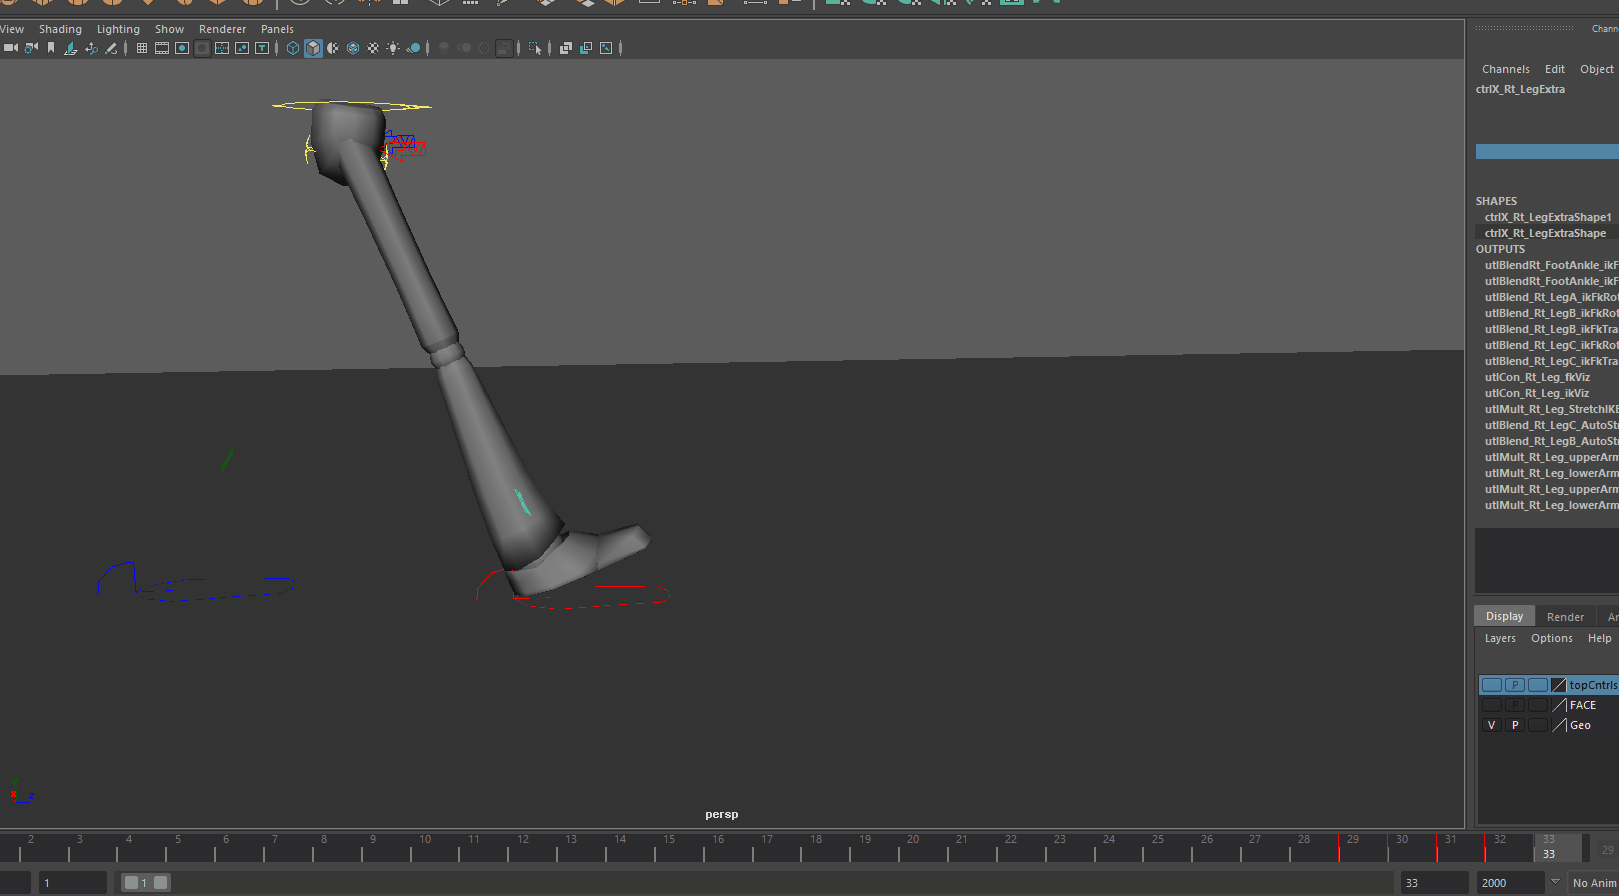 View Shading Lighting Show Renderer Panels
Channels Edit Object
ctrlX_Rt_LegExtra
SHAPES
ctrlX_Rt_LegExtraShape1
ctrlX_Rt_LegExtraShape
OUTPUTS
utlBlendRt_FootAnkle_ikF
utlBlendRt_FootAnkle_ikF
utlBlend_Rt_LegA_ikFkRot
utlBlend_Rt_LegB_ikFkRot
utlBlend_Rt_LegB_ikFkTra
utlBlend_Rt_LegC_ikFkRot
utlBlend_Rt_LegC_ikFkTra
utlCon_Rt_Leg_fkViz
utlCon_Rt_Leg_ikViz
utlMult_Rt_Leg_StretchIKE
utlBlend_Rt_LegC_AutoStr
utlBlend_Rt_LegB_AutoStr
utlMult_Rt_Leg_upperArm
utlMult_Rt_Leg_lowerArm
utlMult_Rt_Leg_upperArm
utlMult_Rt_Leg_lowerArm
Display Render
Layers Options Help
P topCntrls
P FACE
V P Geo
persp
2 3 4 5 6 7 8 9 10 11 12 13 14 15 16 17 18 19 20 21 22 23 24 25 26 27 28 29 30 31 32 33
33
29
1 1 33 2000 No Anim